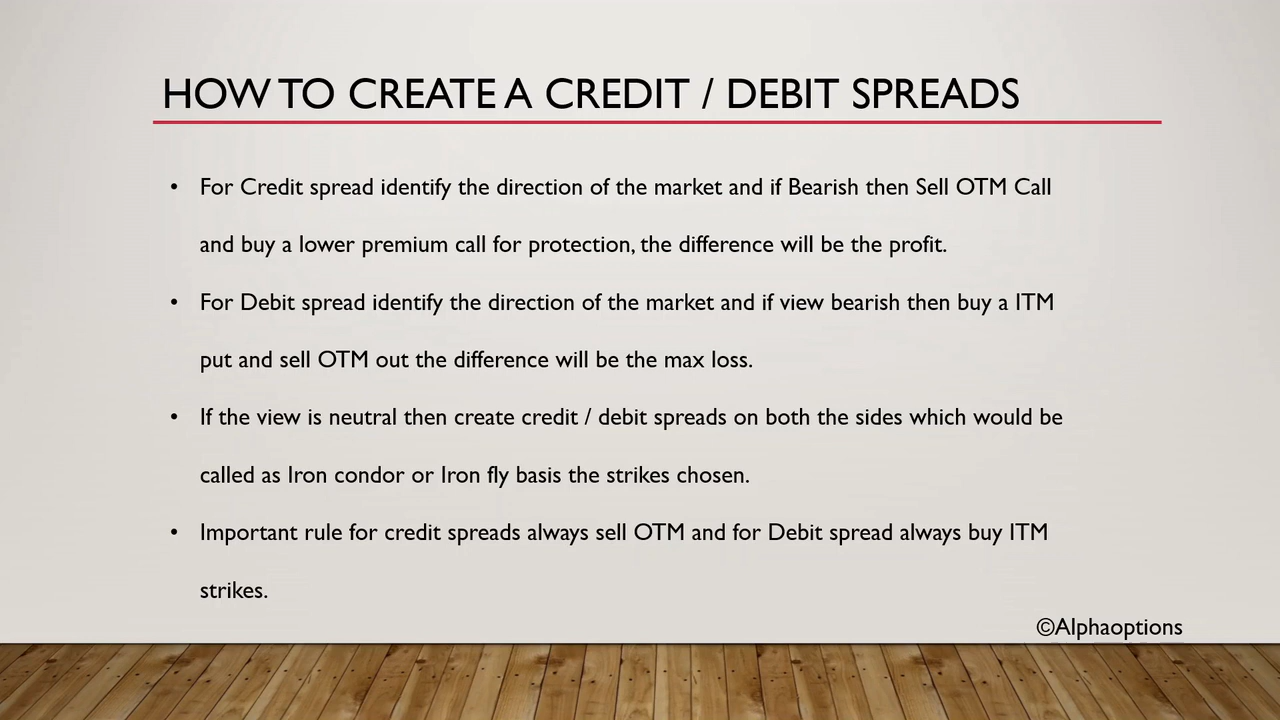 HOW TO CREATE A CREDIT / DEBIT SPREADS
• For Credit spread identify the direction of the market and if Bearish then Sell OTM Call
and buy a lower premium call for protection, the difference will be the profit.
• For Debit spread identify the direction of the market and if view bearish then buy a ITM
put and sell OTM out the difference will be the max loss.
• If the view is neutral then create credit / debit spreads on both the sides which would be
called as Iron condor or Iron fly basis the strikes chosen.
• Important rule for credit spreads always sell OTM and for Debit spread always buy ITM
strikes.
©Alphaoptions